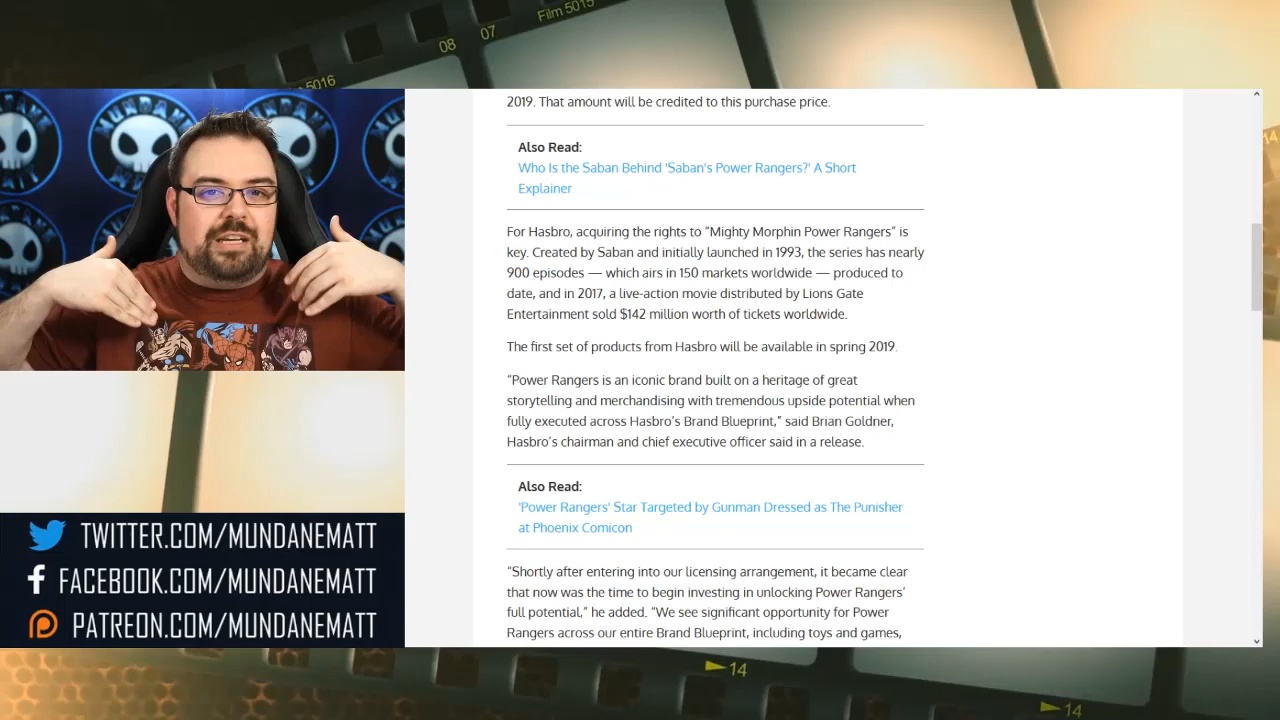 Film 5015
08 07
5016
14
MUNDANE
MATT
2019. That amount will be credited to this purchase price.
Also Read:
Who Is the Saban Behind 'Saban's Power Rangers?' A Short
Explainer
For Hasbro, acquiring the rights to “Mighty Morphin Power Rangers” is
key. Created by Saban and initially launched in 1993, the series has nearly
900 episodes — which airs in 150 markets worldwide — produced to
date, and in 2017, a live-action movie distributed by Lions Gate
Entertainment sold $142 million worth of tickets worldwide.
The first set of products from Hasbro will be available in spring 2019.
“Power Rangers is an iconic brand built on a heritage of great
storytelling and merchandising with tremendous upside potential when
fully executed across Hasbro’s Brand Blueprint,” said Brian Goldner,
Hasbro’s chairman and chief executive officer said in a release.
Also Read:
'Power Rangers' Star Targeted by Gunman Dressed as The Punisher
at Phoenix Comicon
“Shortly after entering into our licensing arrangement, it became clear
that now was the time to begin investing in unlocking Power Rangers’
full potential,” he added. “We see significant opportunity for Power
Rangers across our entire Brand Blueprint, including toys and games,
TWITTER.COM/MUNDANEMATT
FACEBOOK.COM/MUNDANEMATT
PATREON.COM/MUNDANEMATT
14
14